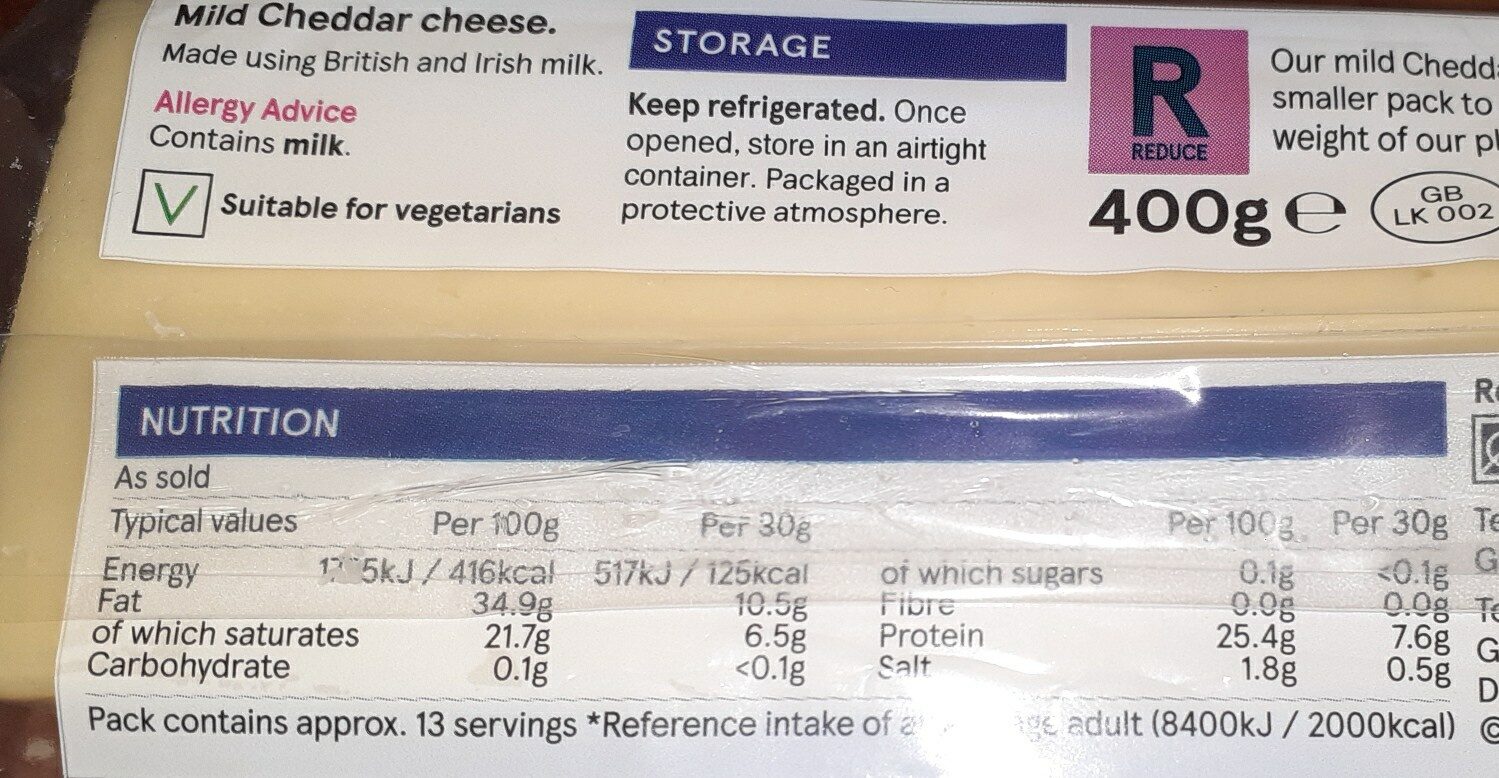 Mild Cheddar cheese.
Made using British and Irish milk.
Allergy Advice
Contains milk.
Suitable for vegetarians
STORAGE
Keep refrigerated. Once
opened, store in an airtight
container. Packaged in a
protective atmosphere.
R
REDUCE
Our mild
smaller pack to
weight of our
400g e
GB
LK 002
NUTRITION
As sold
Typical values Per 100g Per 30g Per 100g Per 30g
Energy / 416kcal 517kJ / 125kcal of which sugars 0.1g <0.1g
Fat 34.9g 10.5g Fibre 0.0g 0.0g
of which saturates 21.7g 6.5g Protein 25.4g 7.6g
Carbohydrate 0.1g <0.1g Salt 1.8g 0.5g
Pack contains approx. 13 servings *Reference intake of adult (8400kJ / 2000kcal)
©